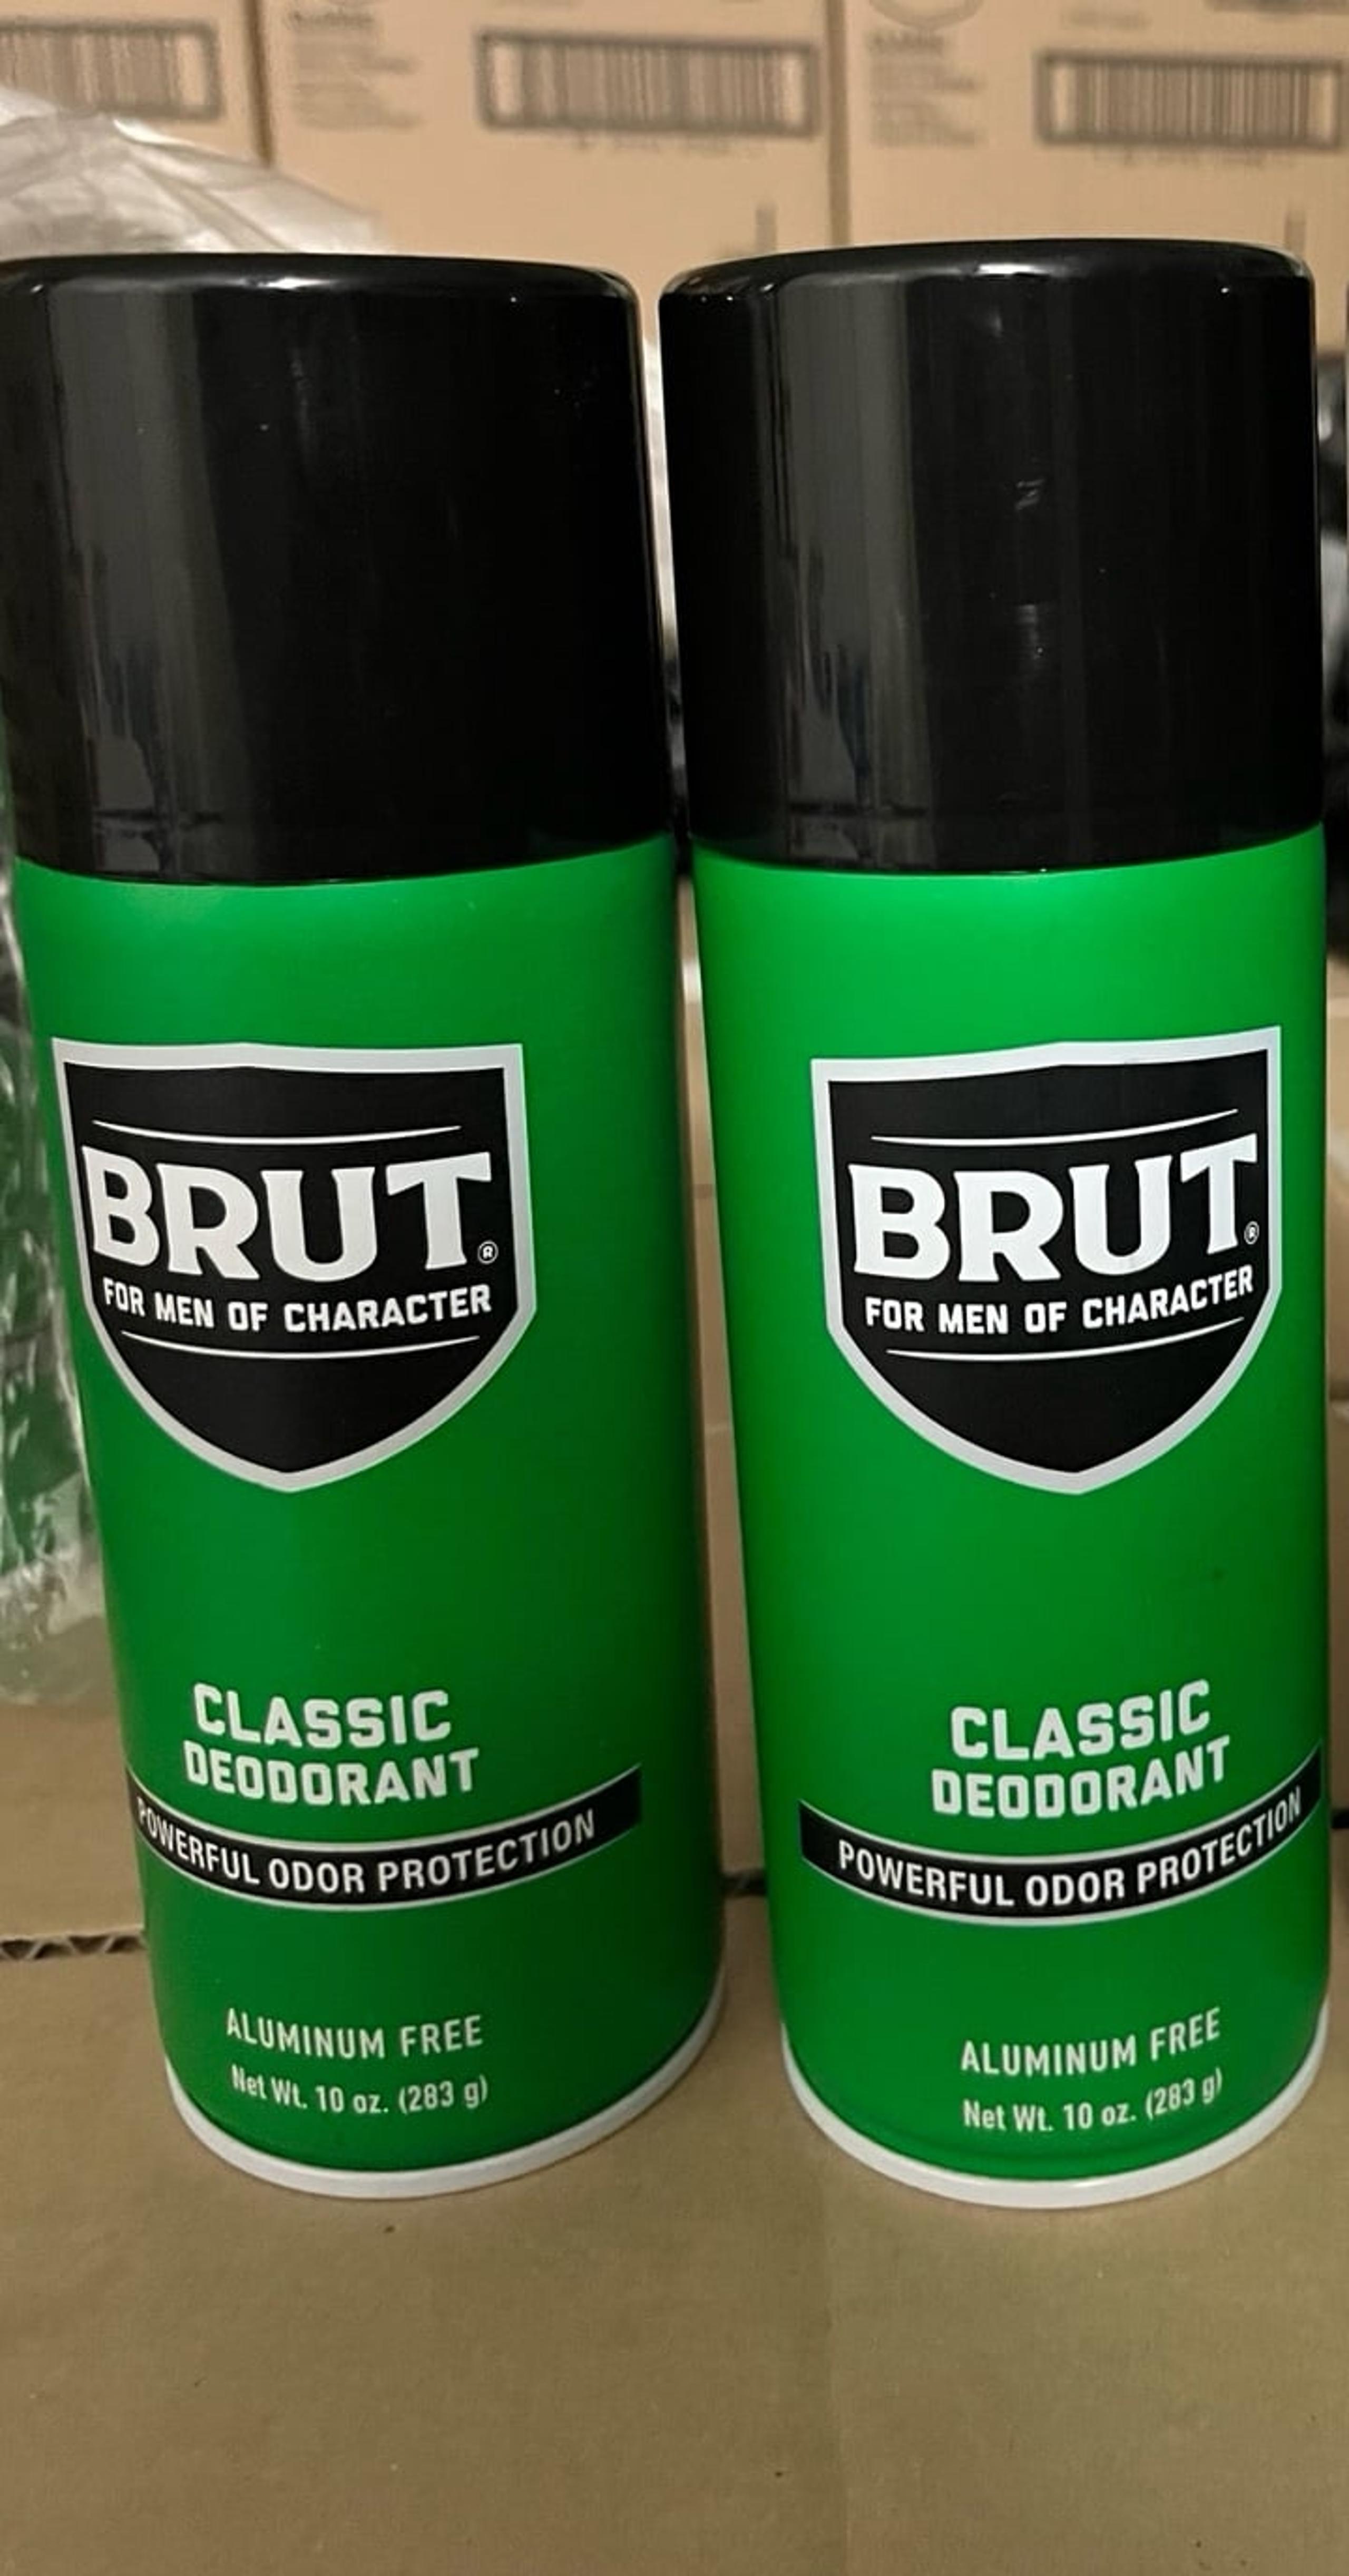 BRUT®
FOR MEN OF CHARACTER
CLASSIC
DEODORANT
POWERFUL ODOR PROTECTION
ALUMINUM FREE
Net Wt. 10 oz. (283 g)
BRUT®
FOR MEN OF CHARACTER
CLASSIC
DEODORANT
POWERFUL ODOR PROTECTION
ALUMINUM FREE
Net Wt. 10 oz. (283 g)